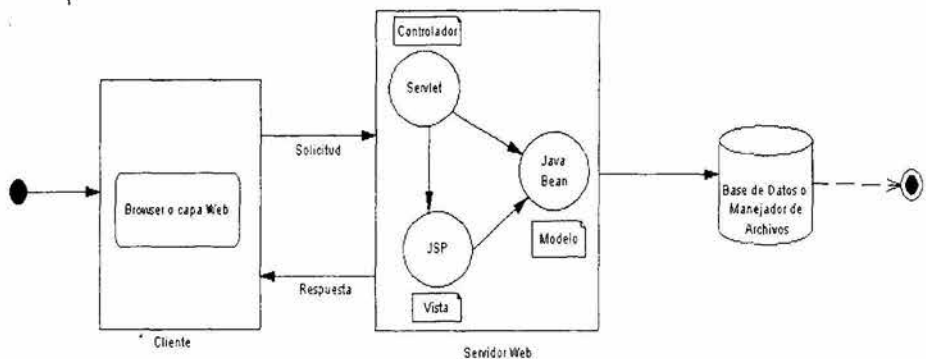 Controlador
Servlet
Solicitud
Java
Bean
Browser o capa Web
Base de Datos o
Manejador de
Archivos
JSP
Modelo
Respuesta
Vista
Cliente
Servidor Web